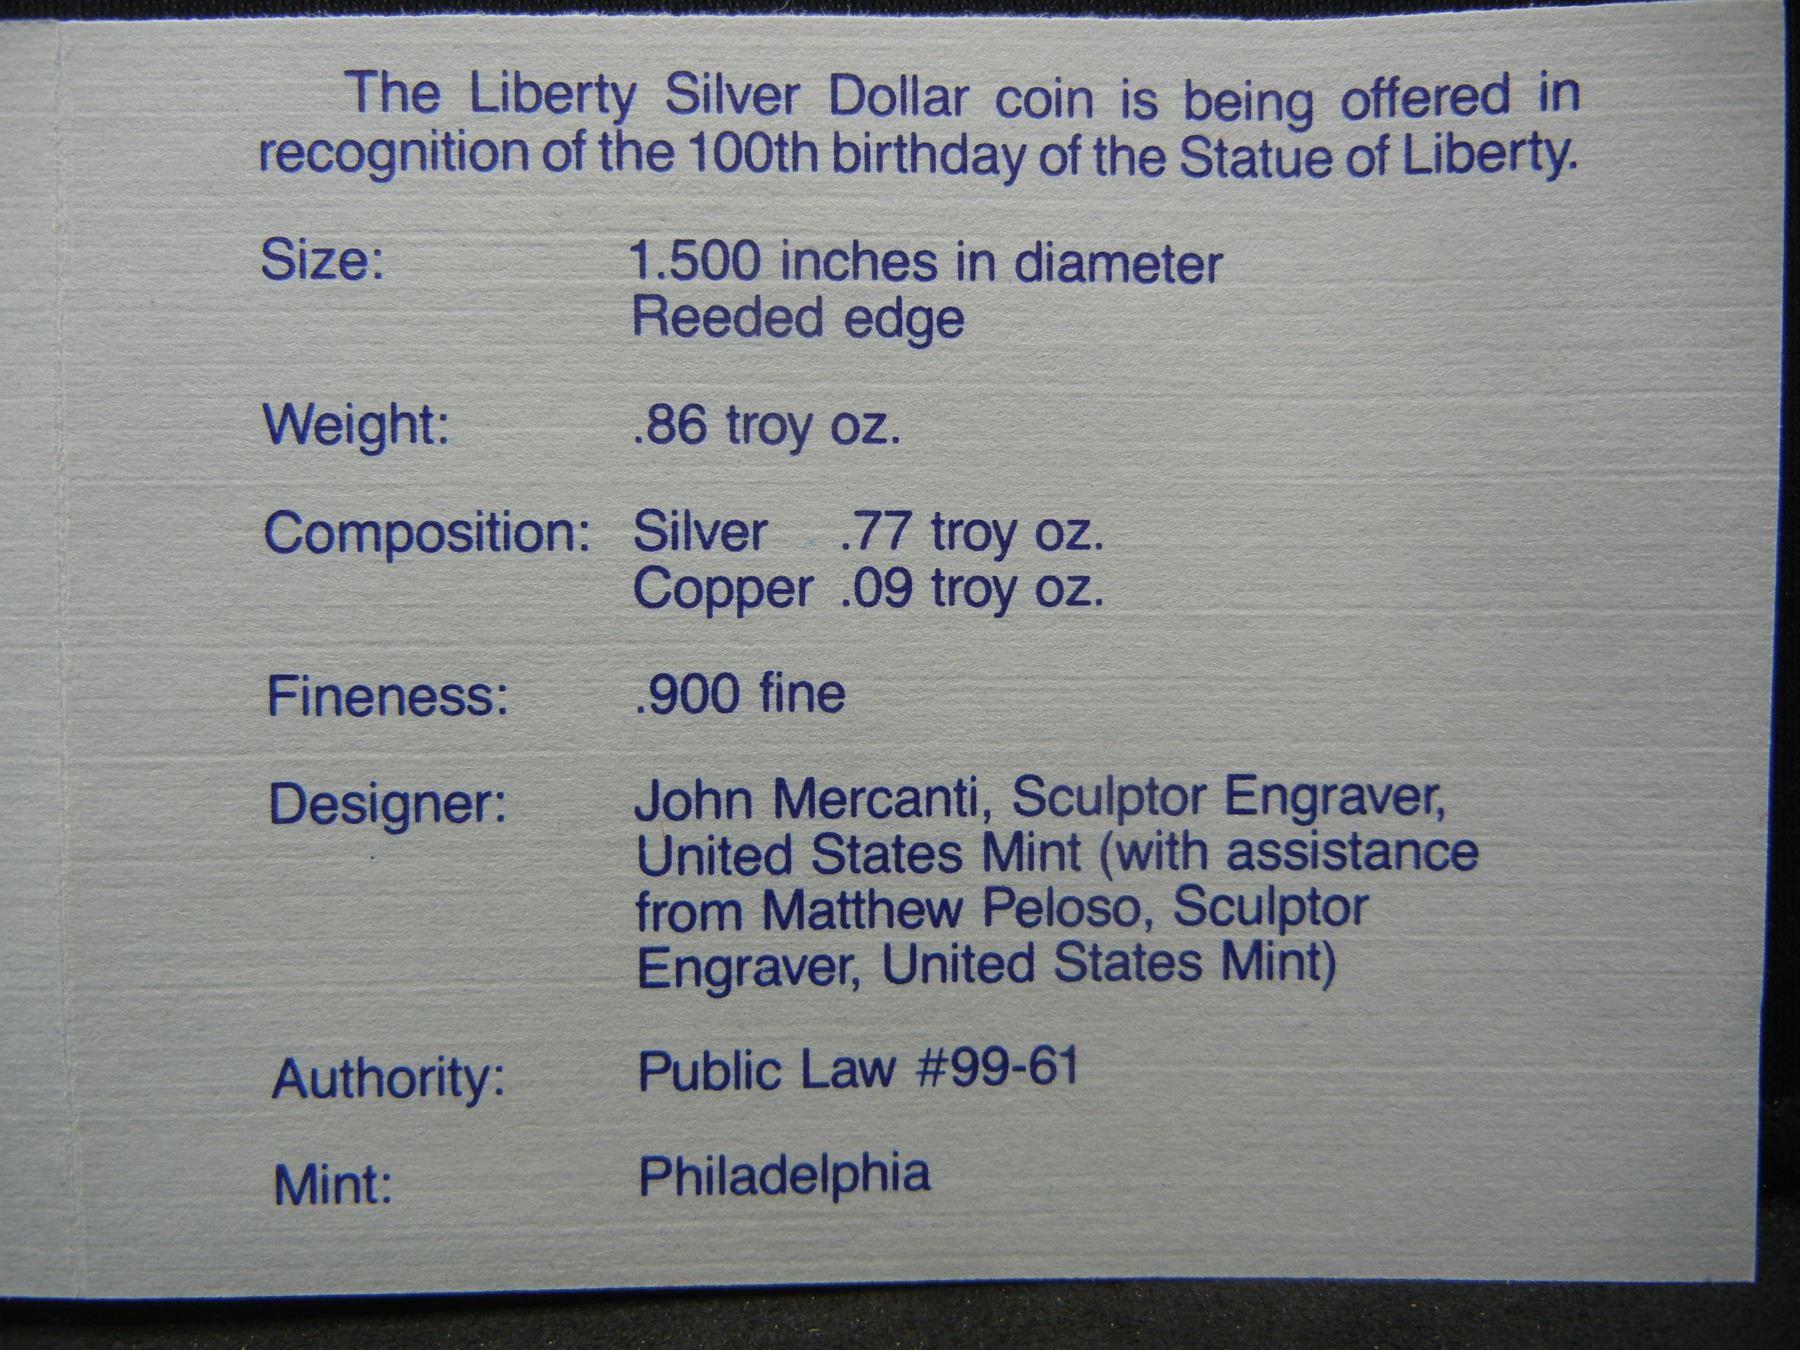 The Liberty Silver Dollar coin is being offered in
recognition of the 100th birthday of the Statue of Liberty.
Size: 1.500 inches in diameter
Reeded edge
Weight: .86 troy oz.
Composition: Silver .77 troy oz.
Copper .09 troy oz.
Fineness: .900 fine
Designer: John Mercanti, Sculptor Engraver,
United States Mint (with assistance
from Matthew Peloso, Sculptor
Engraver, United States Mint)
Authority: Public Law #99-61
Mint: Philadelphia